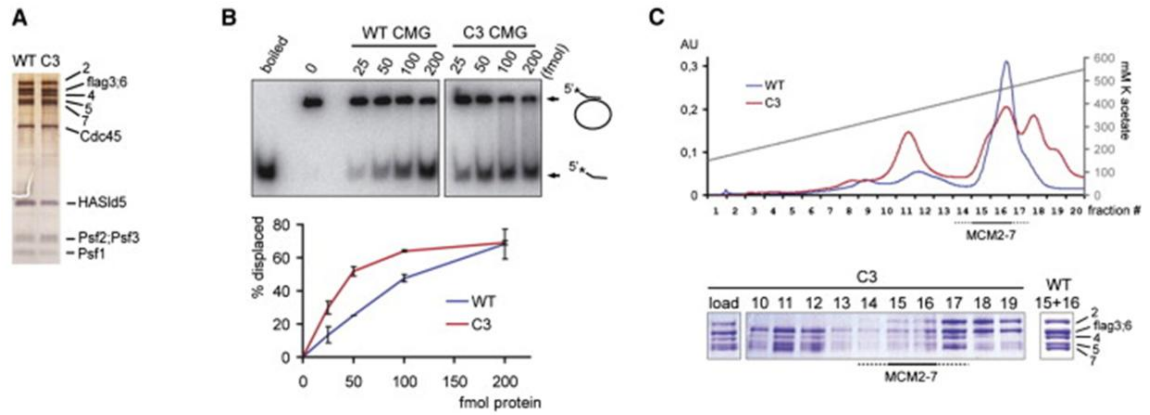 A
WT C3
2
flag3;6
4
5
7
Cdc45
HASld5
Psf2;Psf3
Psf1
B
WT CMG
C3 CMG
boiled
0
25
50
100
200
25
50
100
200
(fmol)
5'*
5'*
80
60
40
20
0
% displaced
WT
C3
0 50 100 150 200
fmol protein
C
AU
0,3
0,2
0,1
0
WT
C3
600
500
400
300
200
100
0
mM K acetate
1 2 3 4 5 6 7 8 9 10 11 12 13 14 15 16 17 18 19 20 fraction #
MCM2-7
C3
WT
load 10 11 12 13 14 15 16 17 18 19 15+16
2
flag3;6
4
5
7
MCM2-7